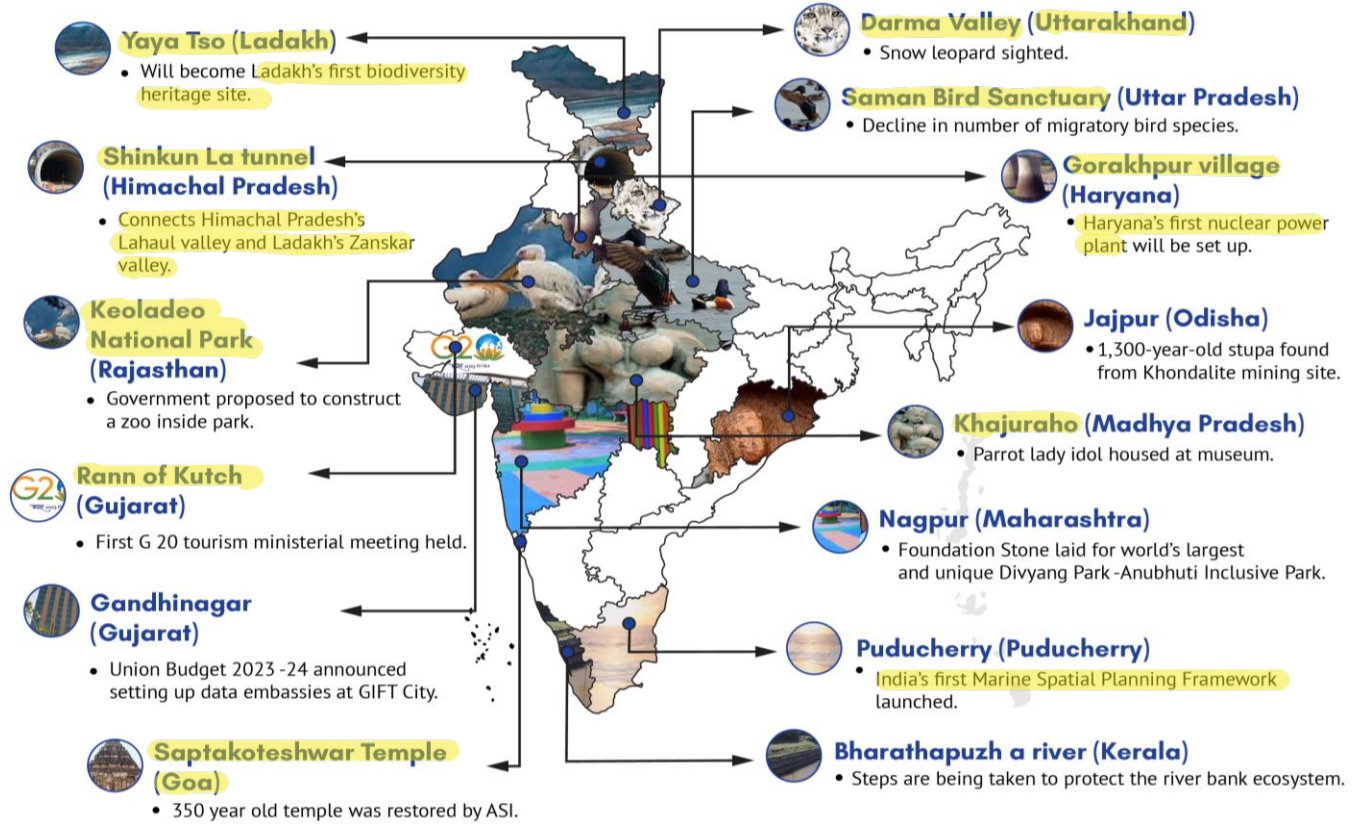 Yaya Tso (Ladakh)
• Will become Ladakh's first biodiversity
heritage site.
Shinkun La tunnel
(Himachal Pradesh)
• Connects Himachal Pradesh's
Lahaul valley and Ladakh's Zanskar
valley.
Keoladeo
National Park
(Rajasthan)
• Government proposed to construct
a zoo inside park.
G2
Rann of Kutch
(Gujarat)
• First G 20 tourism ministerial meeting held.
Gandhinagar
(Gujarat)
• Union Budget 2023 -24 announced
setting up data embassies at GIFT City.
Saptakoteshwar Temple
(Goa)
• 350 year old temple was restored by ASI.
G20
Darma Valley (Uttarakhand)
• Snow leopard sighted.
Saman Bird Sanctuary (Uttar Pradesh)
• Decline in number of migratory bird species.
Gorakhpur village
(Haryana)
• Haryana's first nuclear power
plant will be set up.
Jajpur (Odisha)
• 1,300-year-old stupa found
from Khondalite mining site.
Khajuraho (Madhya Pradesh)
• Parrot lady idol housed at museum.
Nagpur (Maharashtra)
• Foundation Stone laid for world's largest
and unique Divyang Park -Anubhuti Inclusive Park.
Puducherry (Puducherry)
• India's first Marine Spatial Planning Framework
launched.
Bharathapuzh a river (Kerala)
• Steps are being taken to protect the river bank ecosystem.